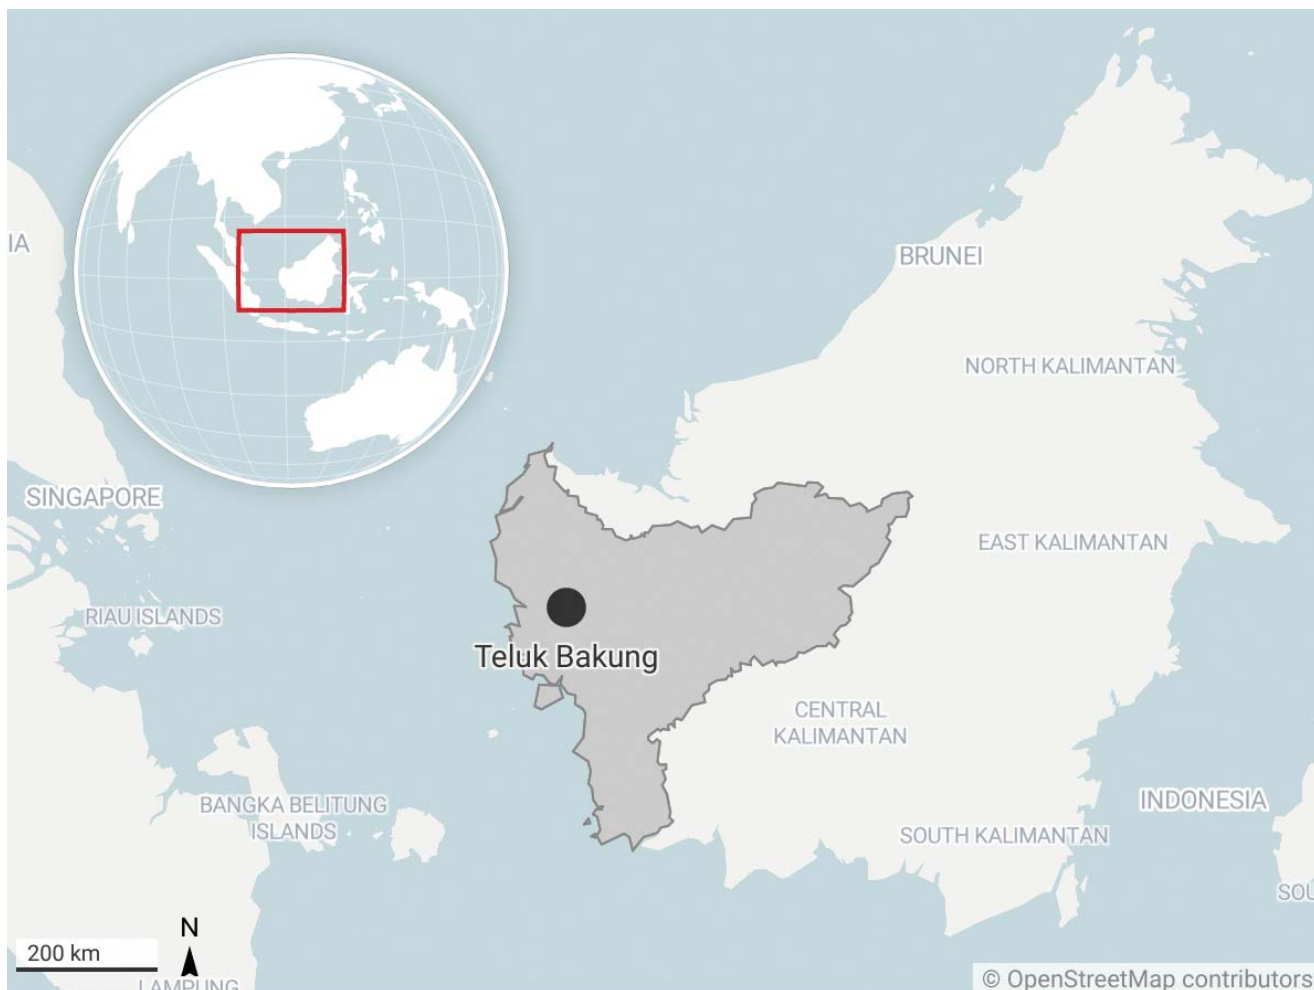 IA
BRUNEI
NORTH KALIMANTAN
SINGAPORE
EAST KALIMANTAN
RIAU ISLANDS
Teluk Bakung
CENTRAL
KALIMANTAN
BANGKA BELITUNG
ISLANDS
INDONESIA
SOUTH KALIMANTAN
SOU
N
200 km
LAMPUNG
© OpenStreetMap contributors